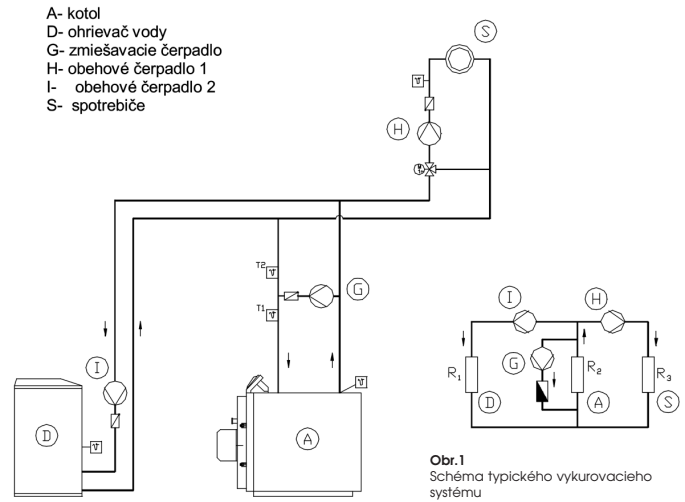 A- kotol
D- ohrievač vody
G- zmiešavacie čerpadlo
H- obehové čerpadlo 1
I- obehové čerpadlo 2
S- spotrebiče
S
H
T2
G
T1
I
D
A
I
H
G
R1
R2
R3
D
A
S
Obr.1
Schéma typického vykurovacieho
systému